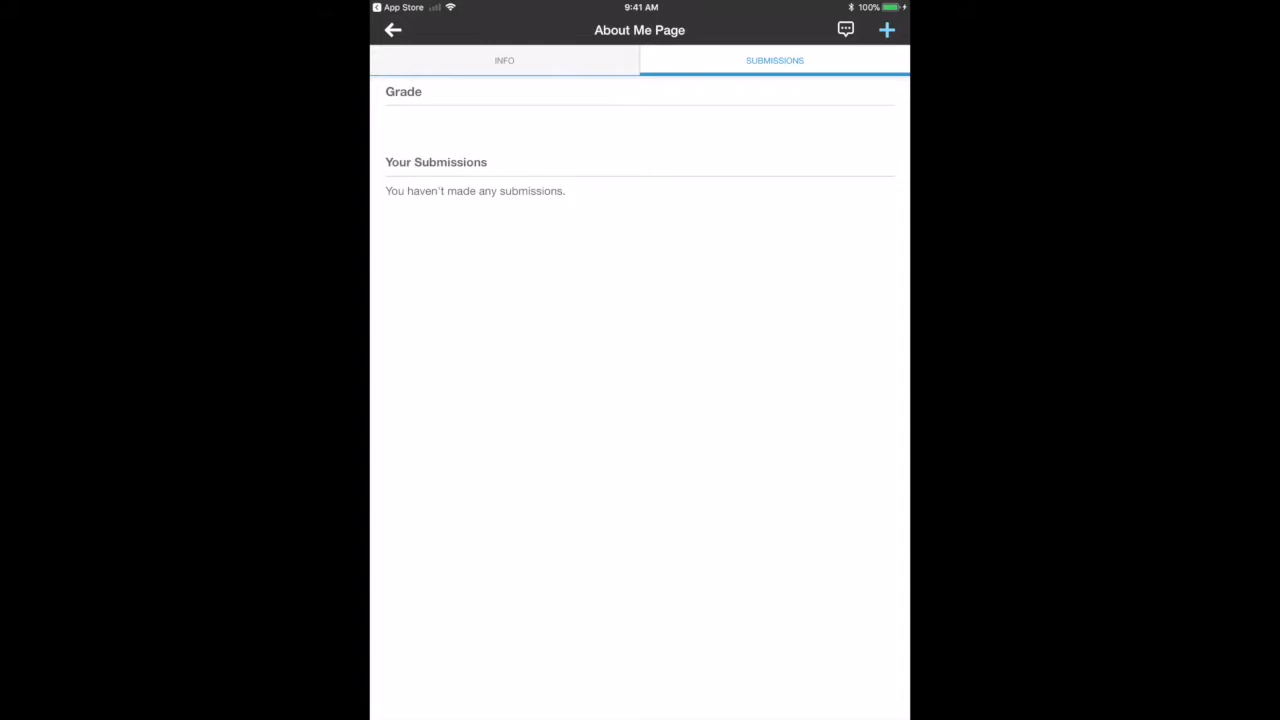 App Store 9:41 AM 100%
About Me Page
INFO SUBMISSIONS
Grade
Your Submissions
You haven't made any submissions.